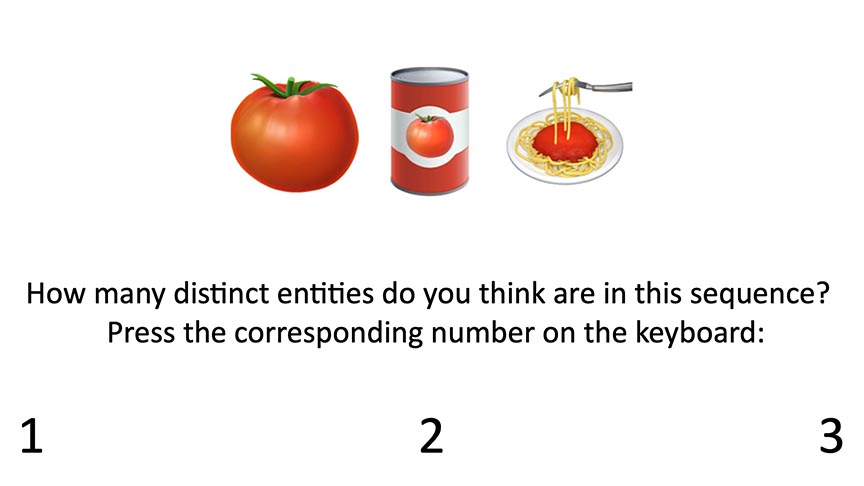 How many distinct entities do you think are in this sequence?
Press the corresponding number on the keyboard:
1 2 3